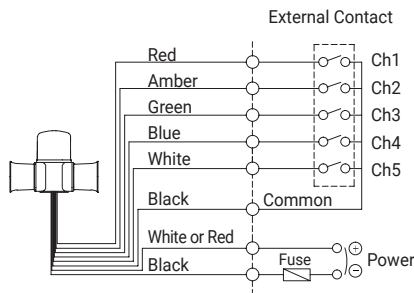 External Contact
Red Ch1
Amber Ch2
Green Ch3
Blue Ch4
White Ch5
Black Common
White or Red
Fuse Power
Black